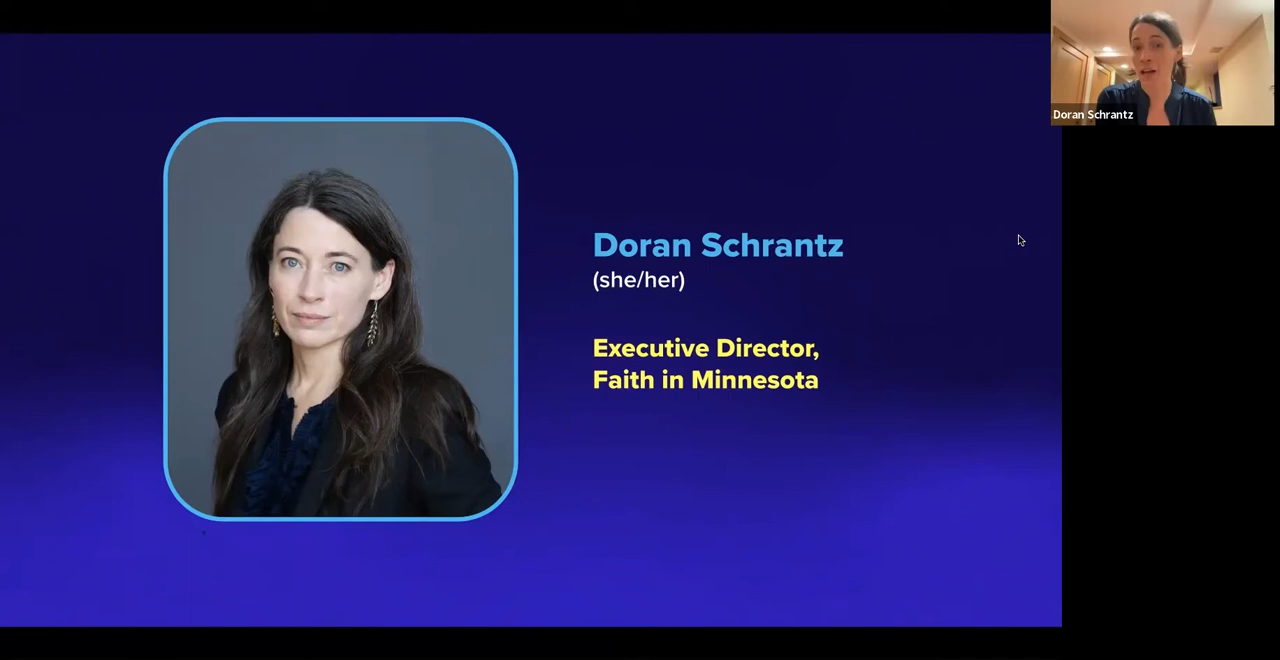 Doran Schrantz
Doran Schrantz
(she/her)
Executive Director,
Faith in Minnesota